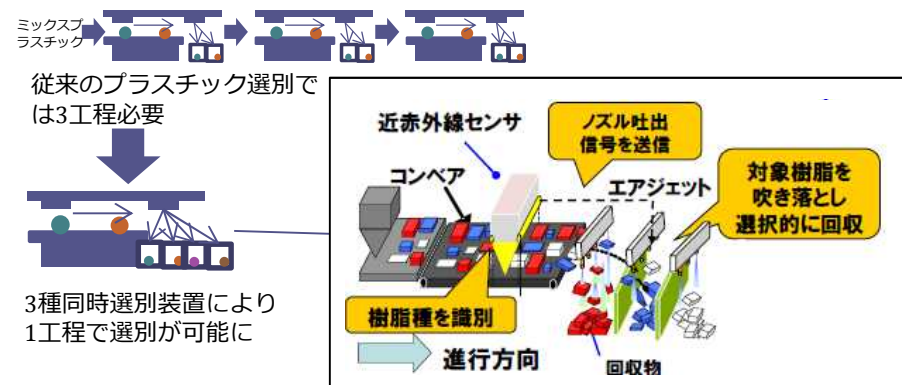 ミックスプ
ラスチック
従来のプラスチック選別で
は3工程必要
3種同時選別装置により
1工程で選別が可能に
近赤外線センサ
ノズル吐出
信号を送信
コンベア
エアジェット
対象樹脂を
吹き落とし
選択的に回収
樹脂種を識別
進行方向
回収物